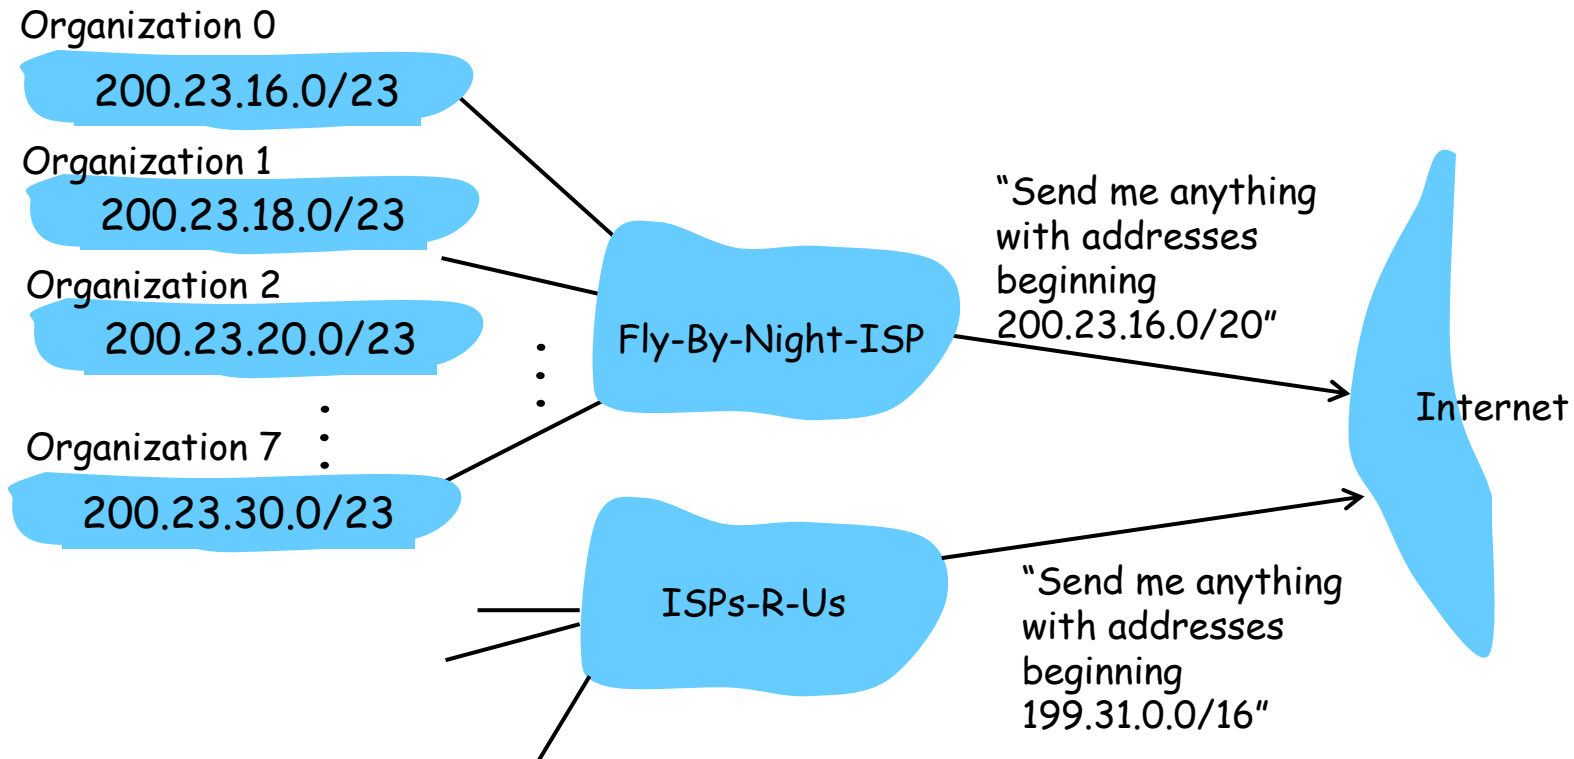 Organization 0
200.23.16.0/23
Organization 1
200.23.18.0/23
Organization 2
200.23.20.0/23
Organization 7
200.23.30.0/23
Fly-By-Night-ISP
ISPs-R-Us
“Send me anything
with addresses
beginning
200.23.16.0/20”
“Send me anything
with addresses
beginning
199.31.0.0/16”
Internet